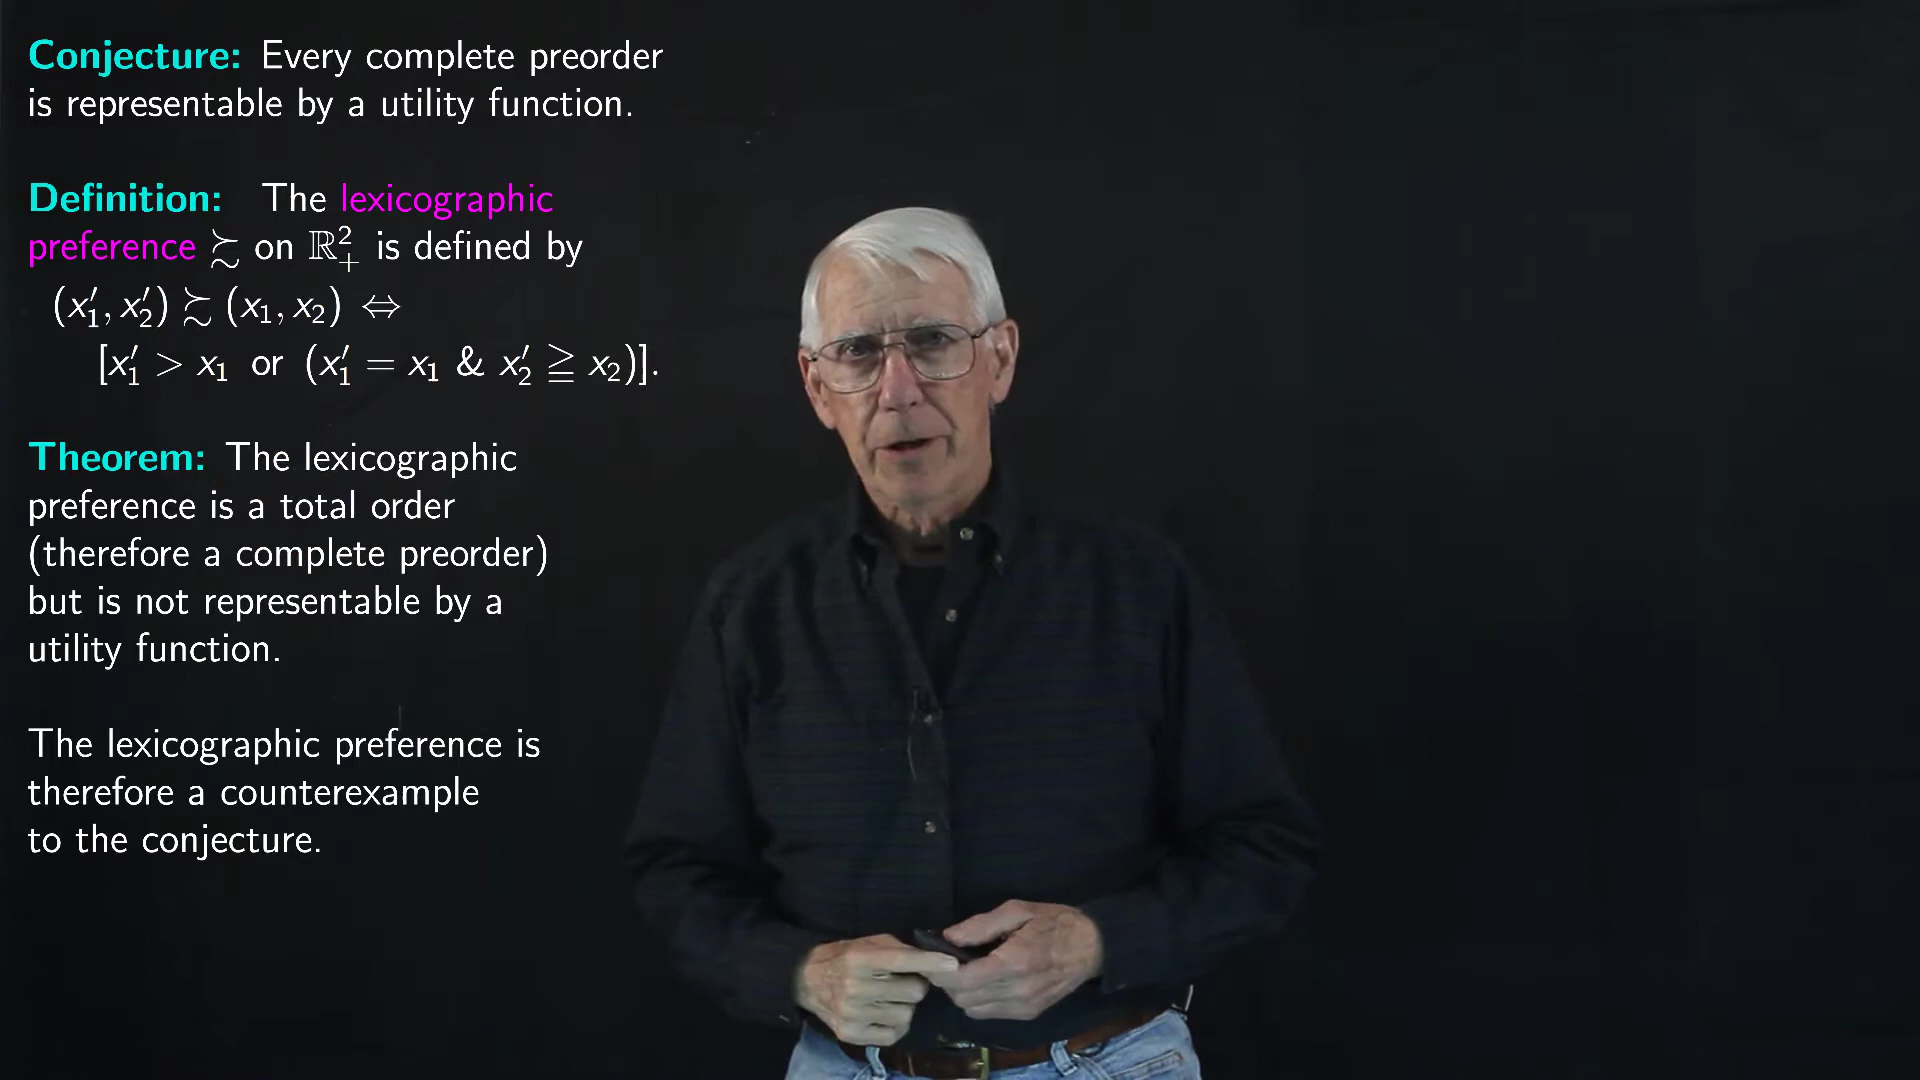 Conjecture: Every complete preorder
is representable by a utility function.
Definition: The lexicographic
preference ≿ on ℝ²₊ is defined by
(x′₁, x′₂) ≿ (x₁, x₂) ⇔
[x′₁ > x₁ or (x′₁ = x₁ & x′₂ ≧ x₂)].
Theorem: The lexicographic
preference is a total order
(therefore a complete preorder)
but is not representable by a
utility function.
The lexicographic preference is
therefore a counterexample
to the conjecture.